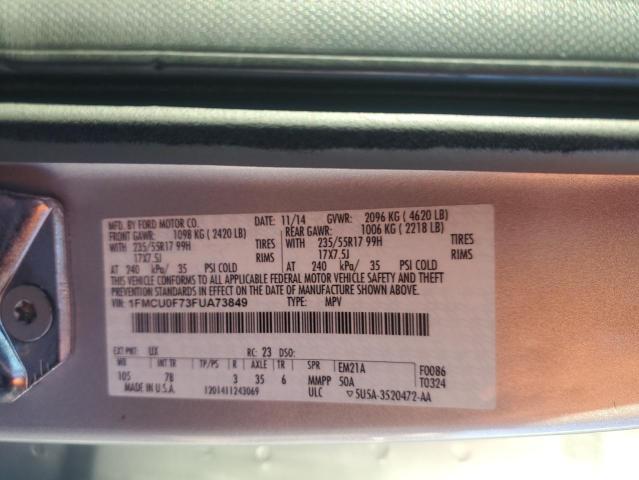 MFD. BY FORD MOTOR CO.
DATE: 11/14 GVWR: 2096 KG ( 4620 LB)
FRONT GAWR: 1098 KG ( 2420 LB) REAR GAWR: 1006 KG ( 2218 LB)
WITH 235/55R17 99H TIRES WITH 235/55R17 99H TIRES
17X7.5J RIMS 17X7.5J RIMS
AT 240 kPa/ 35 PSI COLD AT 240 kPa/ 35 PSI COLD
THIS VEHICLE CONFORMS TO ALL APPLICABLE FEDERAL MOTOR VEHICLE SAFETY AND THEFT
PREVENTION STANDARDS IN EFFECT ON THE DATE OF MANUFACTURE SHOWN ABOVE.
VIN: 1FMCU0F73FUA73849 TYPE: MPV
EXT PNT: UX RC: 23 DSO:
WB INT TR TP/PS R AXLE TR SPR EM21A F0086
105 7B 3 35 6 MMPP 50A T0324
MADE IN U.S.A. 1201411243069 ULC ▽5U5A-3520472-AA